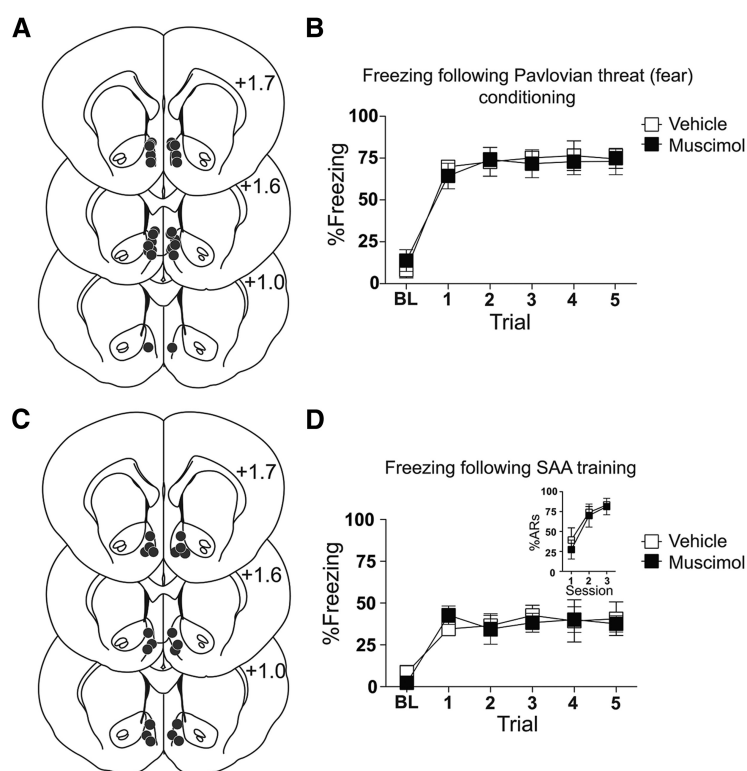 A
+1.7
+1.6
+1.0
B
Freezing following Pavlovian threat (fear)
conditioning
%Freezing
100
75
50
25
0
BL 1 2 3 4 5
Trial
Vehicle
Muscimol
C
+1.7
+1.6
+1.0
D
Freezing following SAA training
%Freezing
100
75
50
25
0
BL 1 2 3 4 5
Trial
%ARs
100
75
50
25
0
1 2 3
Session
Vehicle
Muscimol